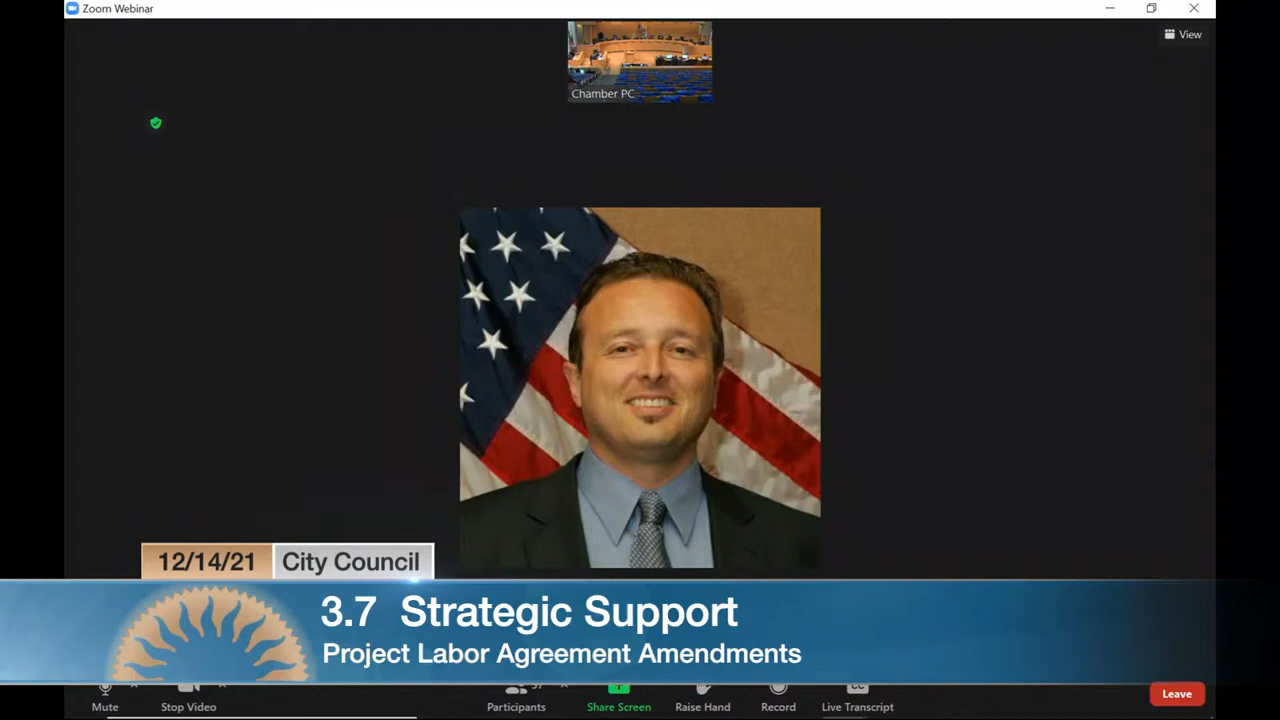 Zoom Webinar
View
Chamber PC
12/14/21 City Council
3.7 Strategic Support
Project Labor Agreement Amendments
Mute
Stop Video
Participants
Share Screen
Raise Hand
Record
Live Transcript
Leave